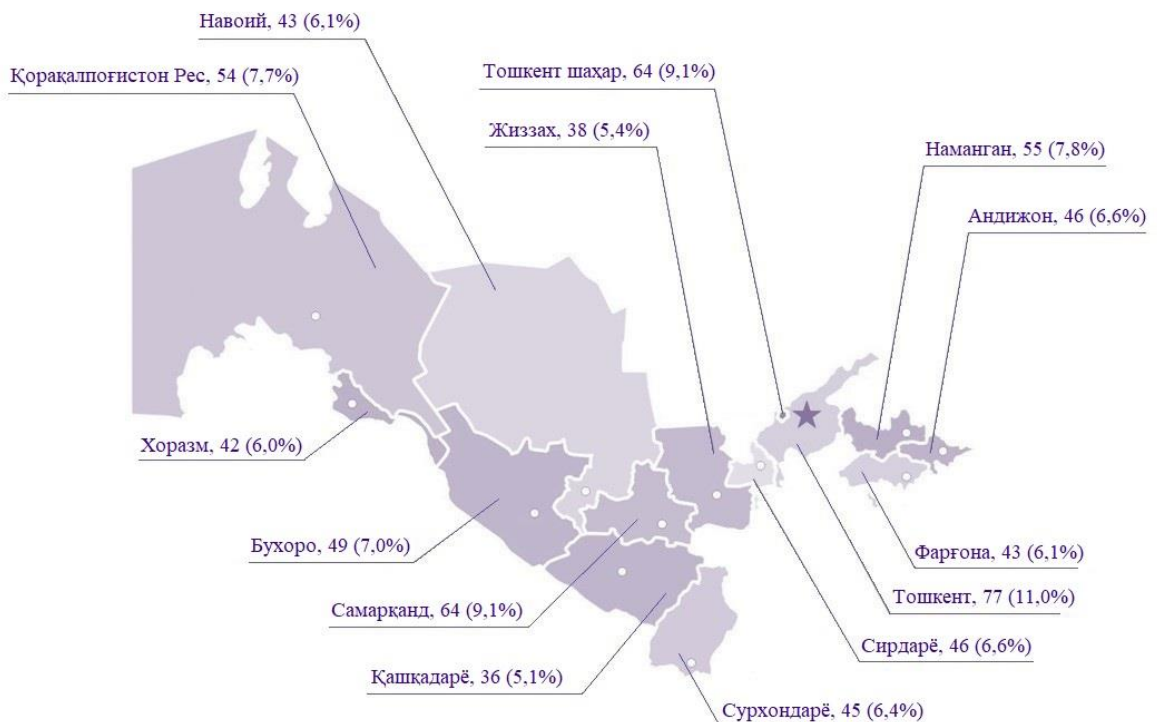 Навоий, 43 (6,1%)
Тошкент шаҳар, 64 (9,1%)
Қорақалпоғистон Рес, 54 (7,7%)
Жиззах, 38 (5,4%)
Наманган, 55 (7,8%)
Андижон, 46 (6,6%)
Хоразм, 42 (6,0%)
Бухоро, 49 (7,0%)
Фарғона, 43 (6,1%)
Тошкент, 77 (11,0%)
Самарқанд, 64 (9,1%)
Сирдарё, 46 (6,6%)
Қашқадарё, 36 (5,1%)
Сурхондарё, 45 (6,4%)